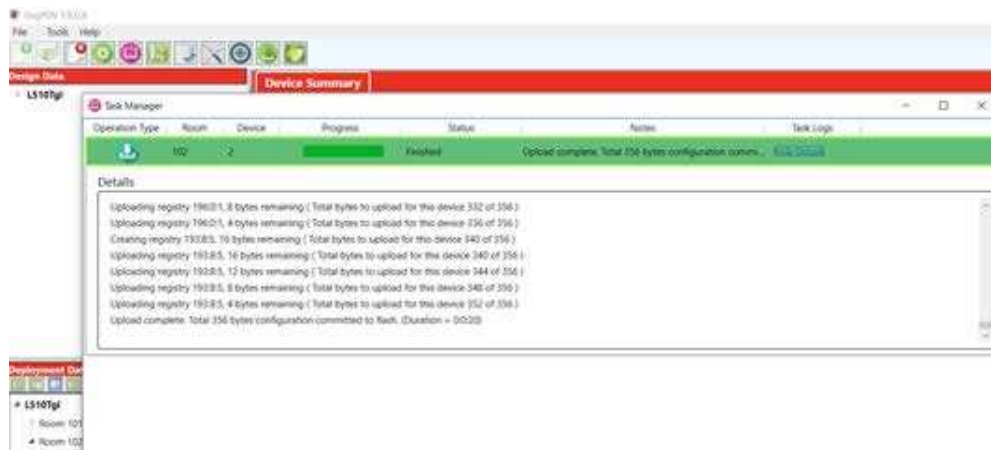 File Tools Help
Design Data
Device Summary
L510Tgl
Task Manager
Operation Type Room Device Progress Status Notes Task Logs
102 2 Finished Upload complete. Total 356 bytes configuration commi...
Details
Uploading registry 196:0:1, 8 bytes remaining ( Total bytes to upload for this device 332 of 356 )
Uploading registry 196:0:1, 4 bytes remaining ( Total bytes to upload for this device 336 of 356 )
Creating registry 193:8:5, 16 bytes remaining ( Total bytes to upload for this device 340 of 356 )
Uploading registry 193:8:5, 16 bytes remaining ( Total bytes to upload for this device 340 of 356 )
Uploading registry 193:8:5, 12 bytes remaining ( Total bytes to upload for this device 344 of 356 )
Uploading registry 193:8:5, 8 bytes remaining ( Total bytes to upload for this device 348 of 356 )
Uploading registry 193:8:5, 4 bytes remaining ( Total bytes to upload for this device 352 of 356 )
Upload complete. Total 356 bytes configuration committed to flash. (Duration = 00:20)
Deployment Da
L510Tgl
Room 101
Room 102